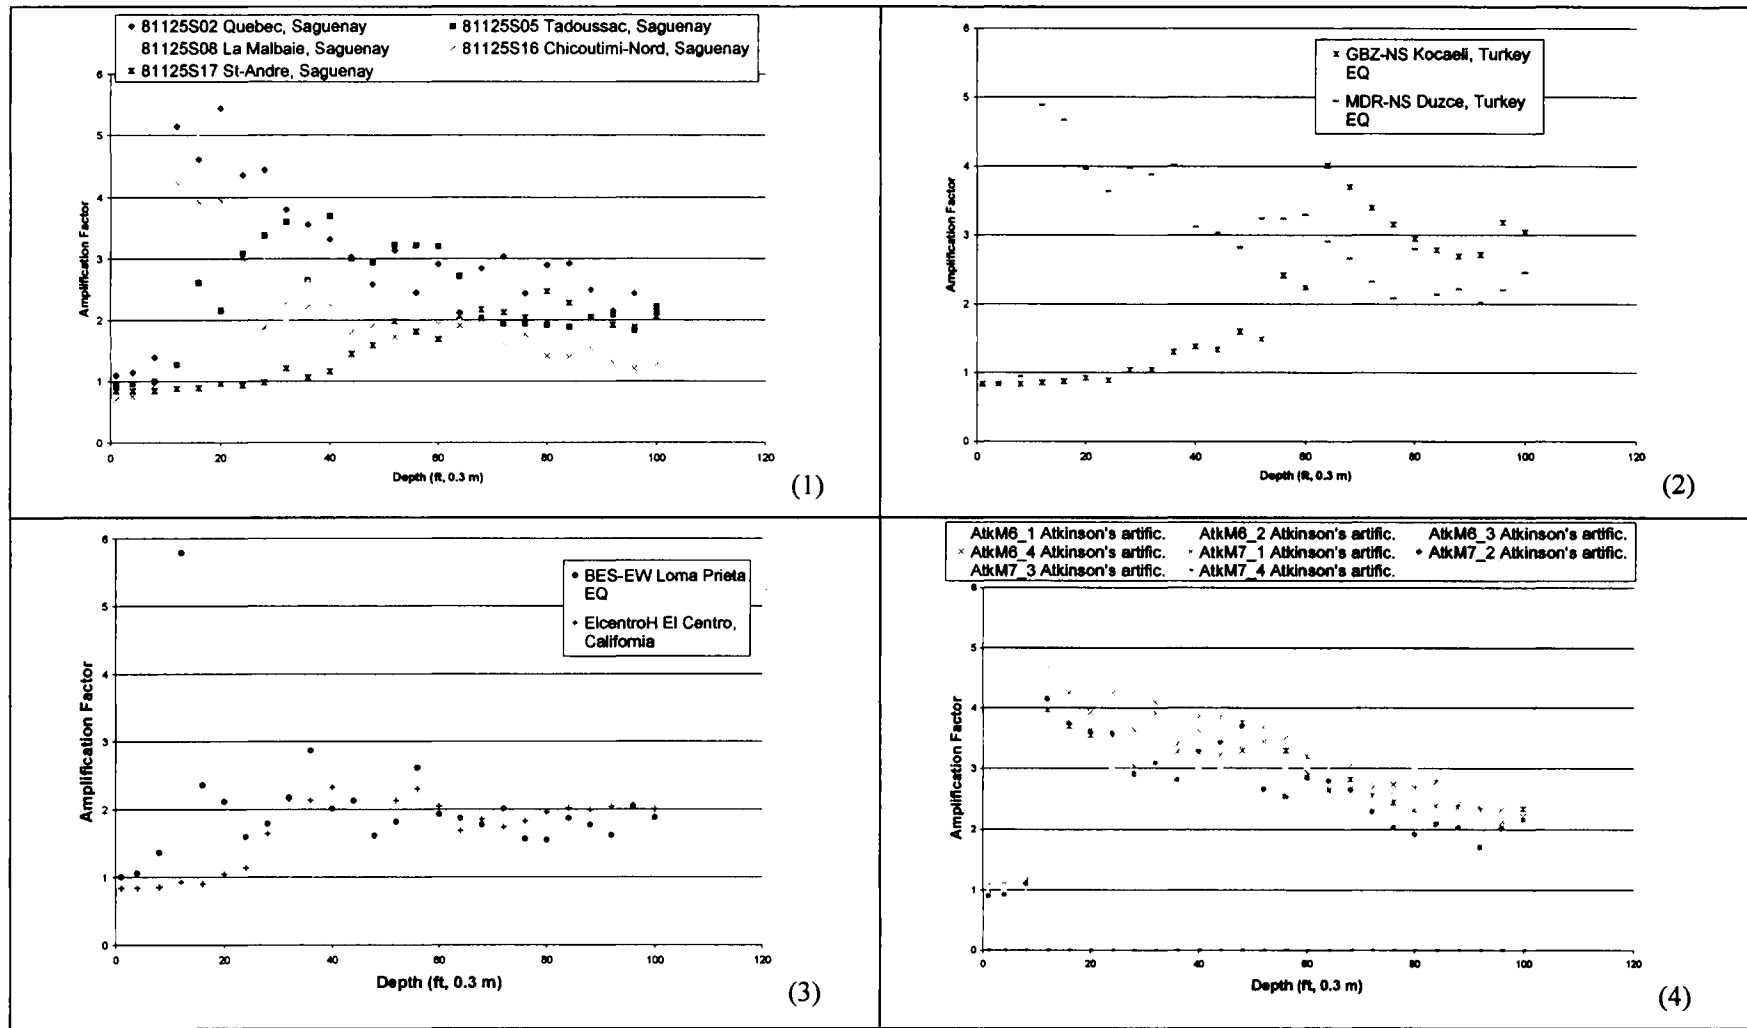 81125S02 Quebec, Saguenay
81125S05 Tadoussac, Saguenay
81125S08 La Malbaie, Saguenay
81125S16 Chicoutimi-Nord, Saguenay
81125S17 St-Andre, Saguenay
6
5
4
3
2
1
0
Amplification Factor
0 20 40 60 80 100 120
Depth (ft, 0.3 m)
(1)
GBZ-NS Kocaeli, Turkey
EQ
MDR-NS Duzce, Turkey
EQ
6
5
4
3
2
1
0
Amplification Factor
0 20 40 60 80 100 120
Depth (ft, 0.3 m)
(2)
BES-EW Loma Prieta
EQ
ElcentroH El Centro,
California
6
5
4
3
2
1
0
Amplification Factor
0 20 40 60 80 100 120
Depth (ft, 0.3 m)
(3)
AtkM6_1 Atkinson's artific. AtkM6_2 Atkinson's artific. AtkM6_3 Atkinson's artific.
AtkM6_4 Atkinson's artific. AtkM7_1 Atkinson's artific. AtkM7_2 Atkinson's artific.
AtkM7_3 Atkinson's artific. AtkM7_4 Atkinson's artific.
6
5
4
3
2
1
0
Amplification Factor
0 20 40 60 80 100 120
Depth (ft, 0.3 m)
(4)